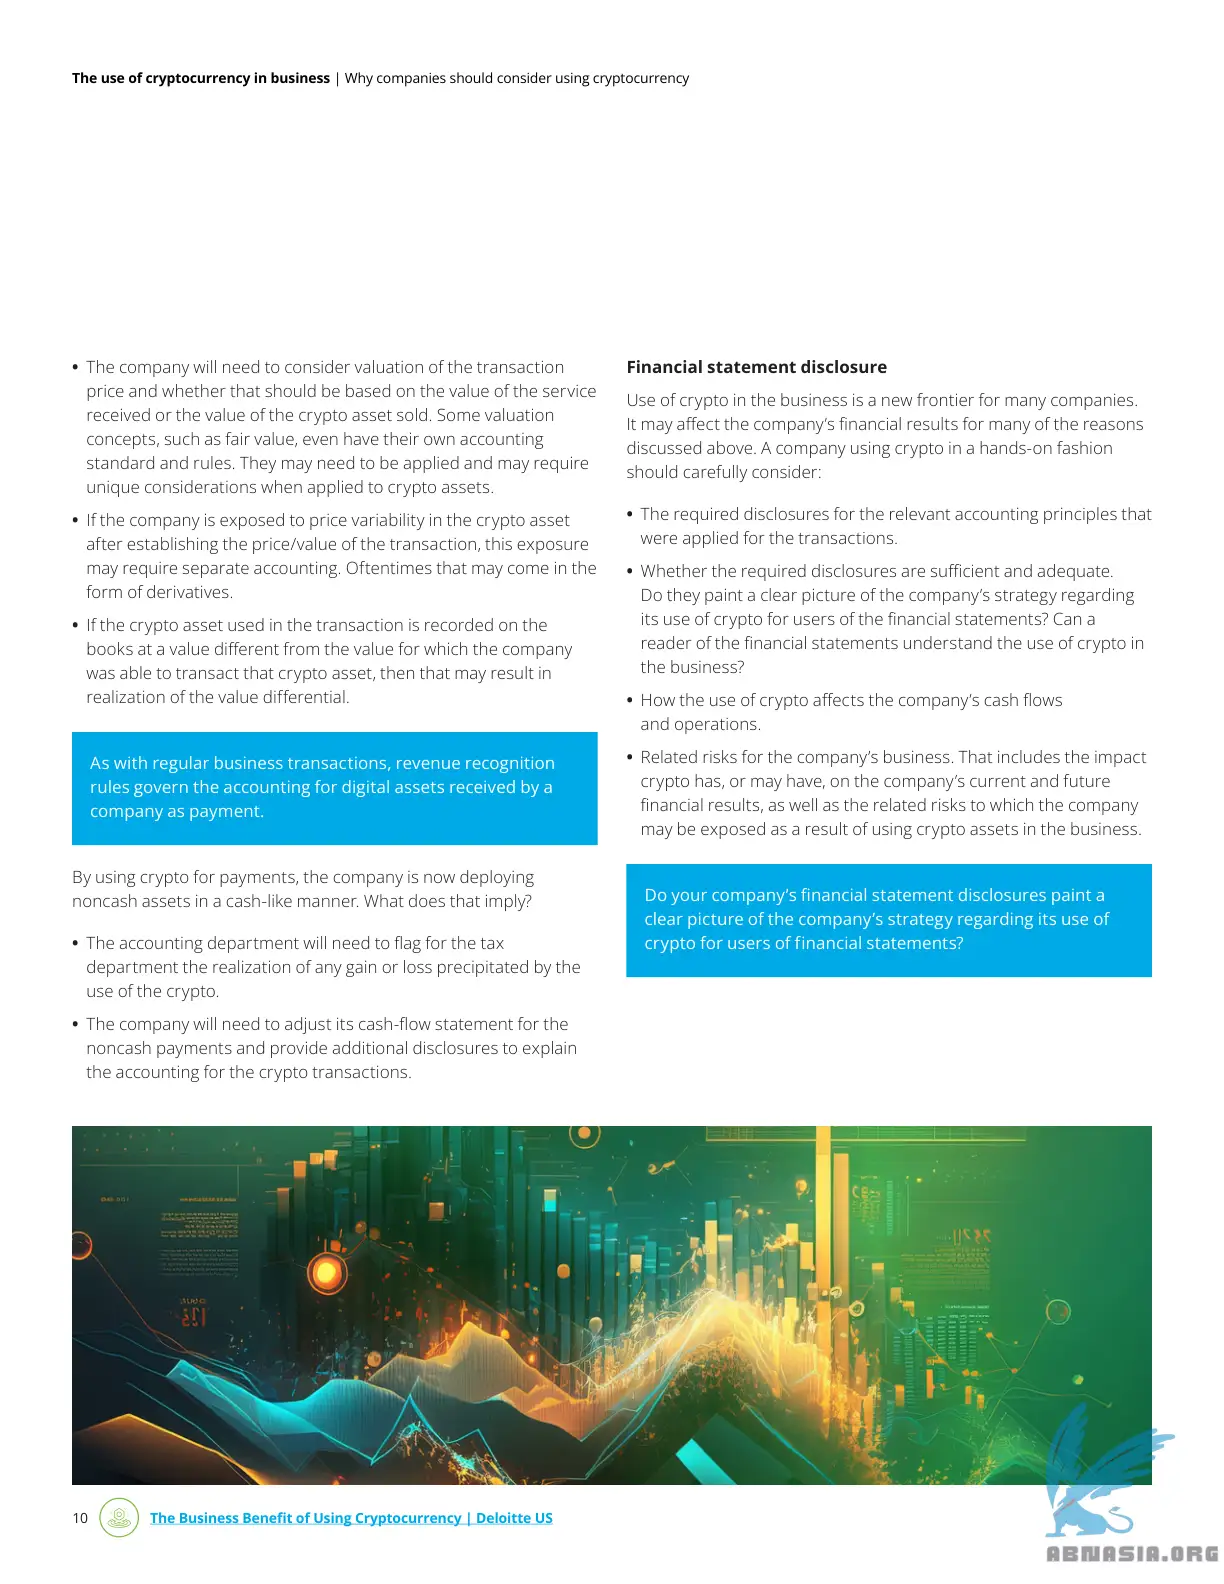 The use of cryptocurrency in business | Why companies should consider using cryptocurrency
• The company will need to consider valuation of the transaction
price and whether that should be based on the value of the service
received or the value of the crypto asset sold. Some valuation
concepts, such as fair value, even have their own accounting
standard and rules. They may need to be applied and may require
unique considerations when applied to crypto assets.
• If the company is exposed to price variability in the crypto asset
after establishing the price/value of the transaction, this exposure
may require separate accounting. Oftentimes that may come in the
form of derivatives.
• If the crypto asset used in the transaction is recorded on the
books at a value different from the value for which the company
was able to transact that crypto asset, then that may result in
realization of the value differential.
As with regular business transactions, revenue recognition
rules govern the accounting for digital assets received by a
company as payment.
By using crypto for payments, the company is now deploying
noncash assets in a cash-like manner. What does that imply?
• The accounting department will need to flag for the tax
department the realization of any gain or loss precipitated by the
use of the crypto.
• The company will need to adjust its cash-flow statement for the
noncash payments and provide additional disclosures to explain
the accounting for the crypto transactions.
Financial statement disclosure
Use of crypto in the business is a new frontier for many companies.
It may affect the company’s financial results for many of the reasons
discussed above. A company using crypto in a hands-on fashion
should carefully consider:
• The required disclosures for the relevant accounting principles that
were applied for the transactions.
• Whether the required disclosures are sufficient and adequate.
Do they paint a clear picture of the company’s strategy regarding
its use of crypto for users of the financial statements? Can a
reader of the financial statements understand the use of crypto in
the business?
• How the use of crypto affects the company’s cash flows
and operations.
• Related risks for the company’s business. That includes the impact
crypto has, or may have, on the company’s current and future
financial results, as well as the related risks to which the company
may be exposed as a result of using crypto assets in the business.
Do your company’s financial statement disclosures paint a
clear picture of the company’s strategy regarding its use of
crypto for users of financial statements?
10
The Business Benefit of Using Cryptocurrency | Deloitte US
ABNASIA.ORG